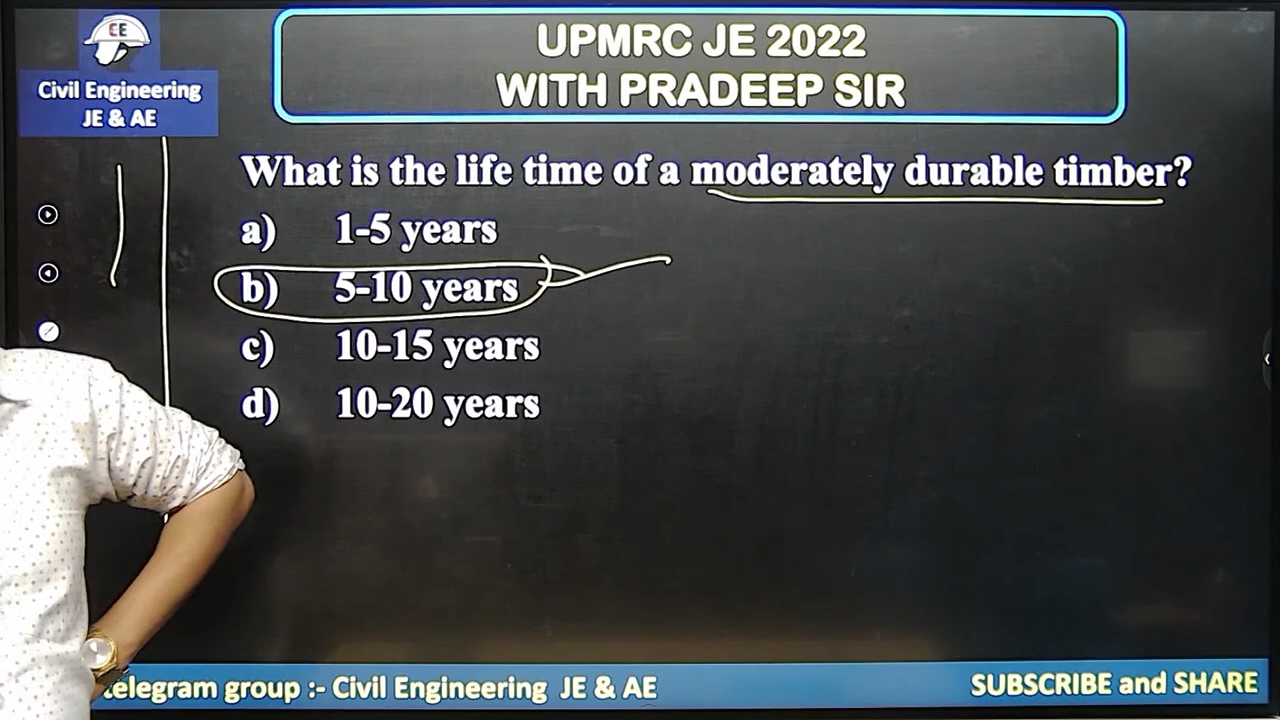 EE
Civil Engineering
JE & AE
UPMRC JE 2022
WITH PRADEEP SIR
What is the life time of a moderately durable timber?
a) 1-5 years
b) 5-10 years
c) 10-15 years
d) 10-20 years
telegram group :- Civil Engineering JE & AE
SUBSCRIBE and SHARE